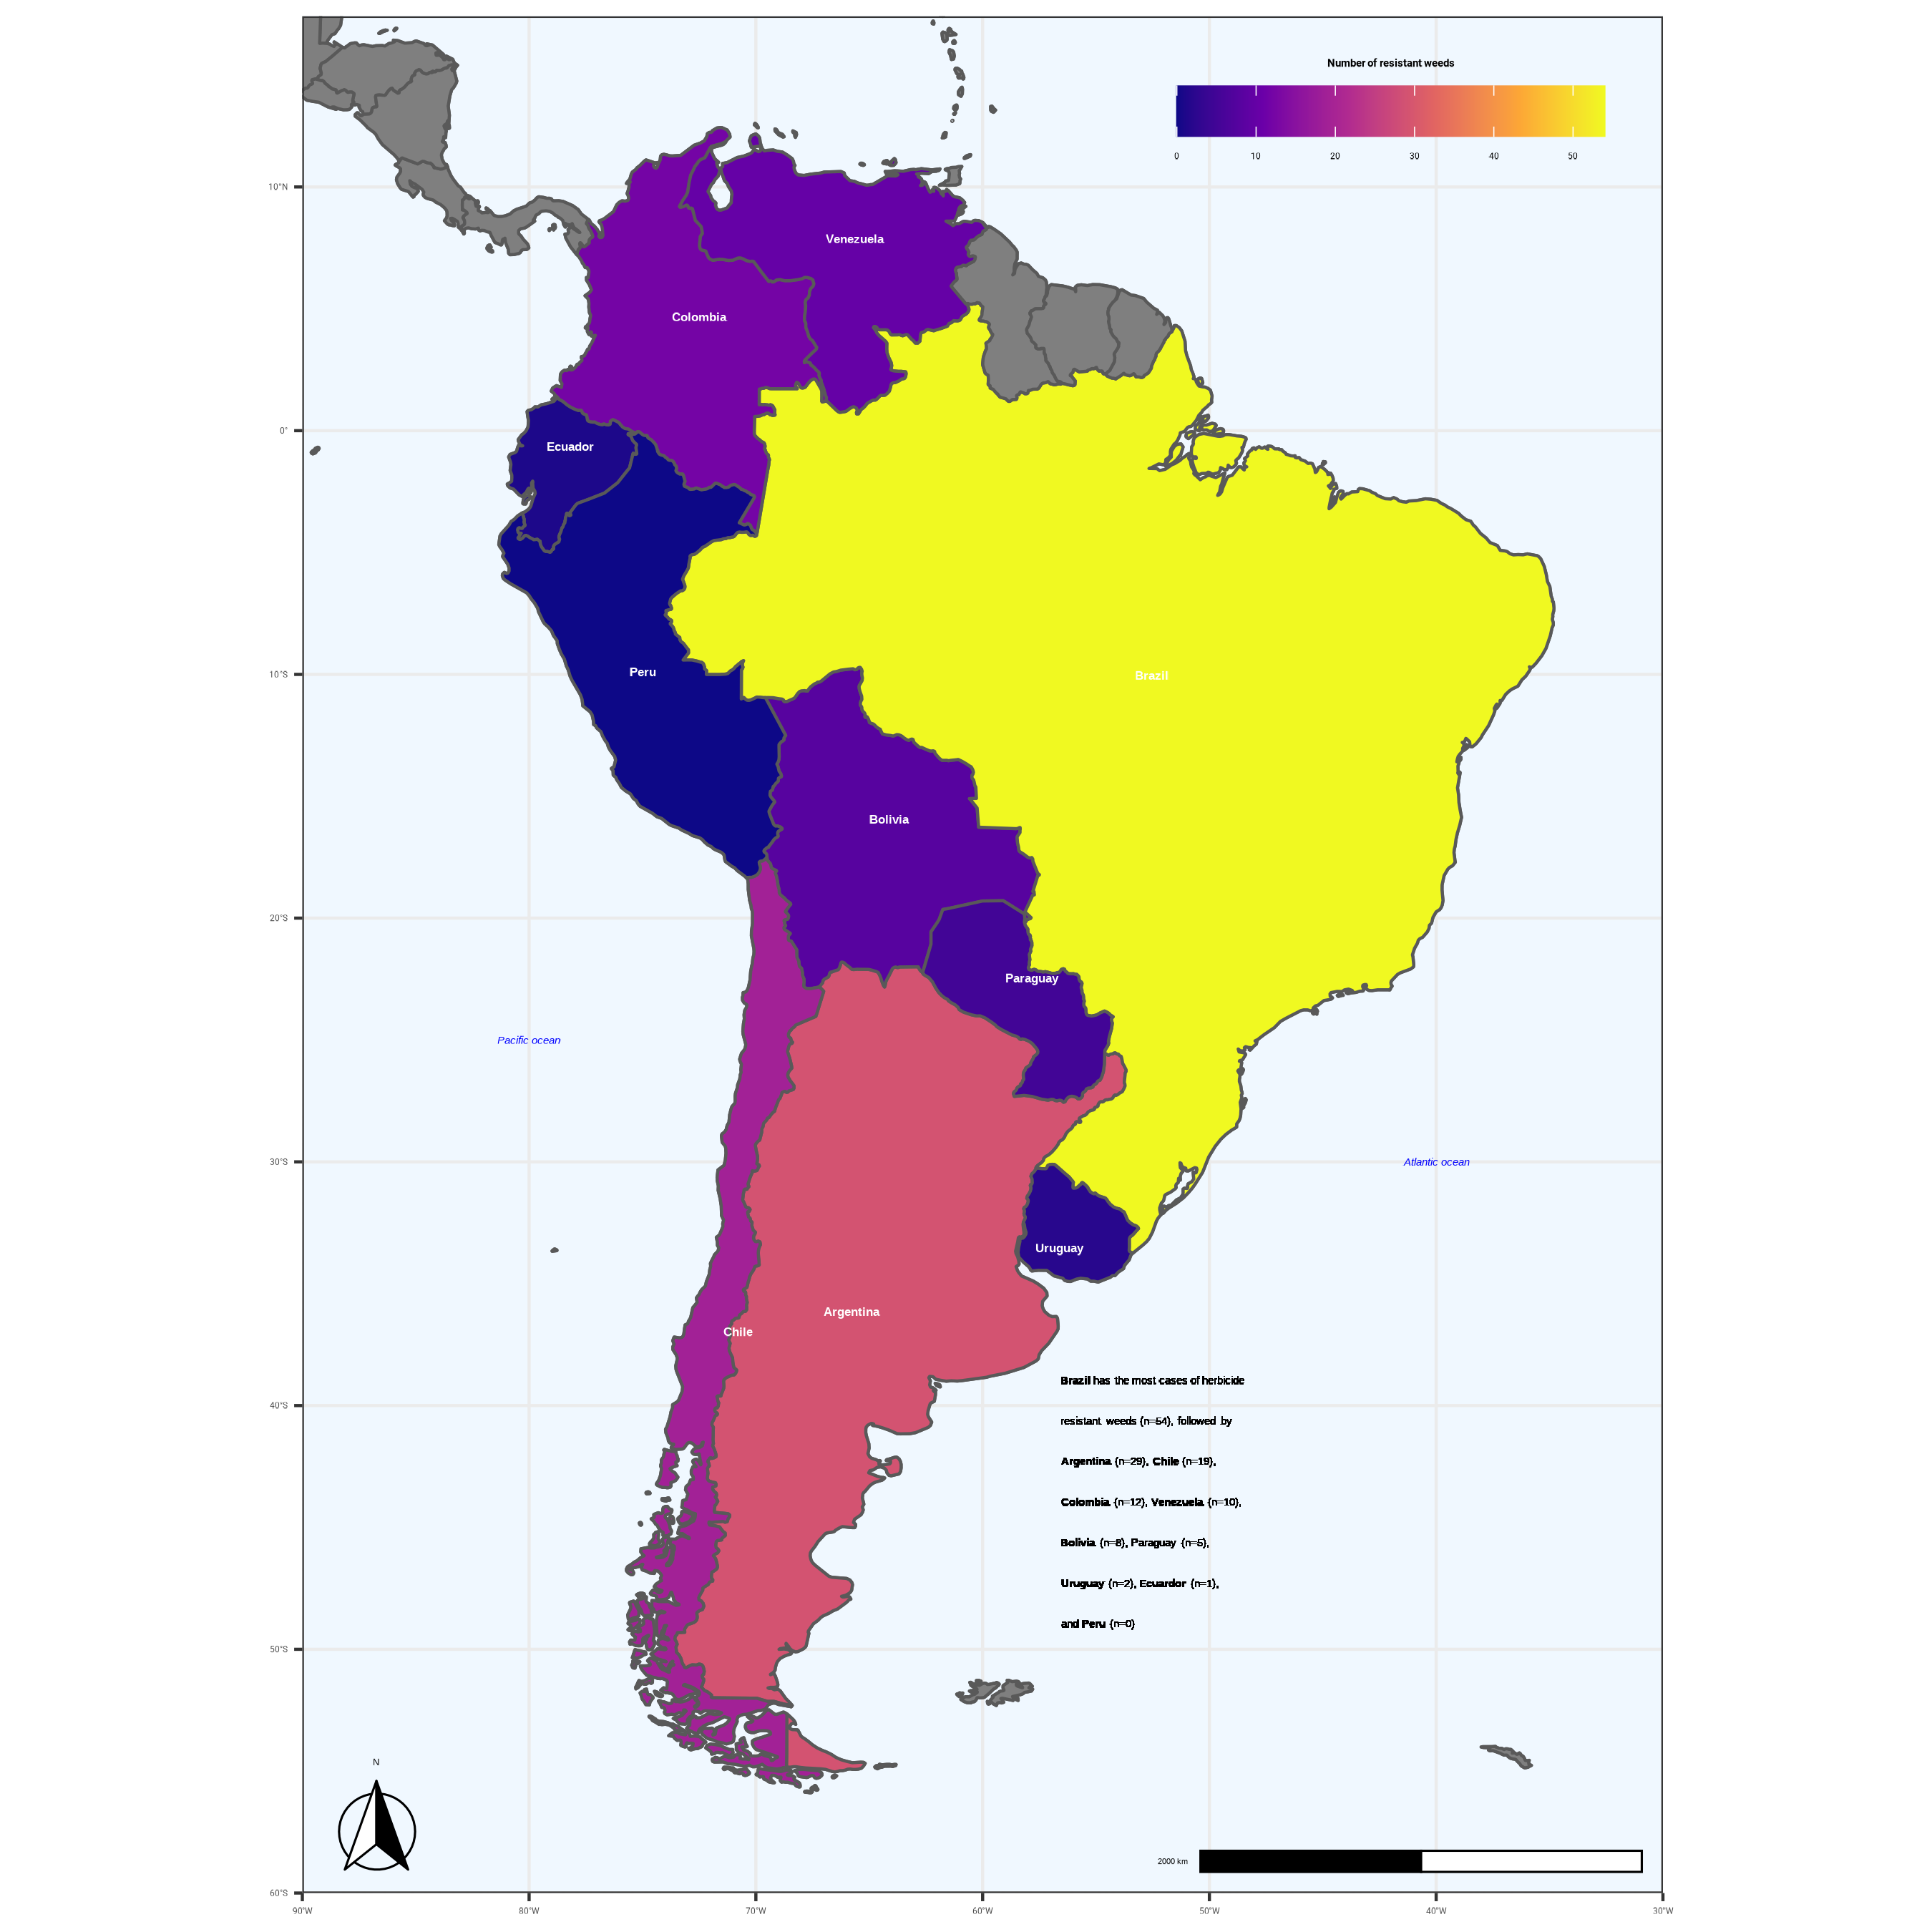 Number of resistant weeds
0 10 20 30 40 50
10°N
Venezuela
Colombia
0°
Ecuador
10°S
Peru
Brazil
Bolivia
20°S
Paraguay
Pacific ocean
30°S
Atlantic ocean
Uruguay
Argentina
Chile
Brazil has the most cases of herbicide
40°S
resistant weeds (n=54), followed by
Argentina (n=29), Chile (n=19),
Colombia (n=12), Venezuela (n=10),
Bolivia (n=8), Paraguay (n=5),
Uruguay (n=2), Ecuardor (n=1),
and Peru (n=0)
50°S
N
2000 km
60°S
90°W 80°W 70°W 60°W 50°W 40°W 30°W